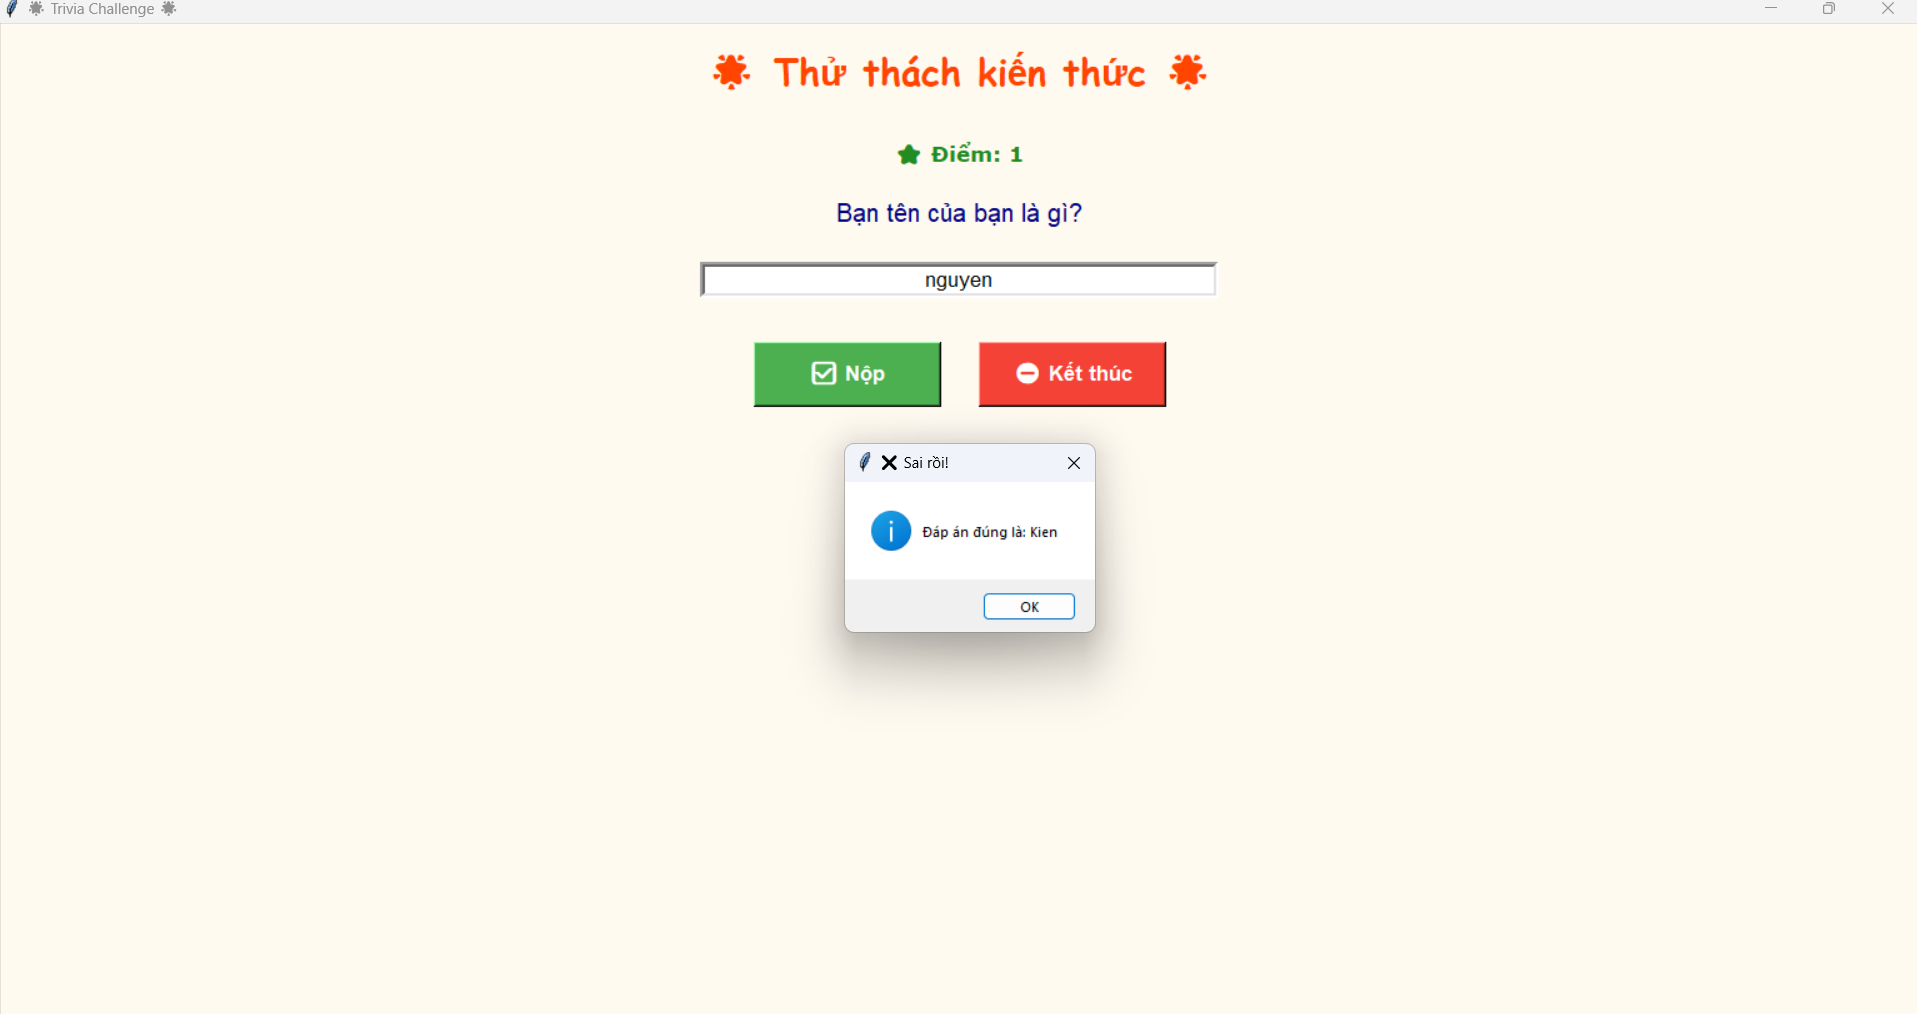 Trivia Challenge
Thử thách kiến thức
Điểm: 1
Bạn tên của bạn là gì?
nguyen
Nộp
Kết thúc
Sai rồi!
Đáp án đúng là: Kien
OK